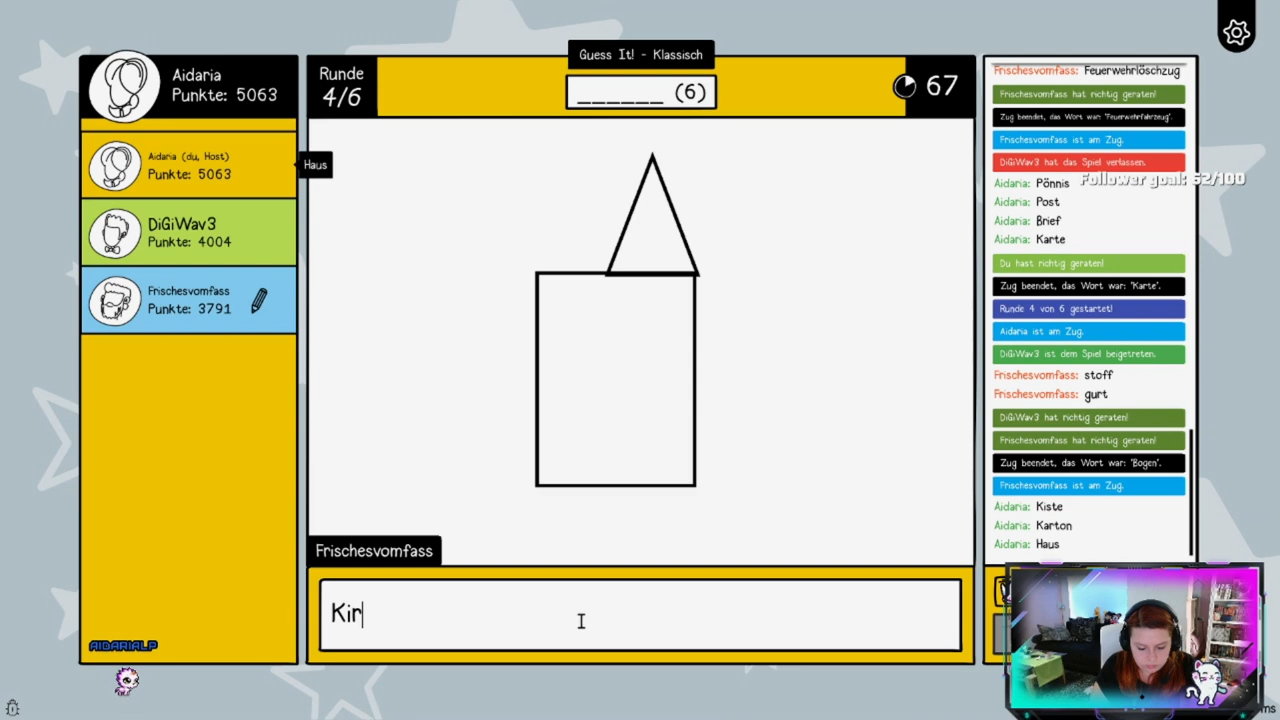 Guess It! - Klassisch
Aidaria
Punkte: 5063
Runde
4/6
______ (6)
67
Aidaria (du, Host)
Punkte: 5063
Haus
DiGiWav3
Punkte: 4004
Frischesvomfass
Punkte: 3791
Frischesvomfass: Feuerwehrlöschzug
Frischesvomfass hat richtig geraten!
Zug beendet, das Wort war: 'Feuerwehrfahrzeug'.
Frischesvomfass ist am Zug.
DiGiWav3 hat das Spiel verlassen.
Follower goal: 52/100
Aidaria: Pönnis
Aidaria: Post
Aidaria: Brief
Aidaria: Karte
Du hast richtig geraten!
Zug beendet, das Wort war: 'Karte'.
Runde 4 von 6 gestartet!
Aidaria ist am Zug.
DiGiWav3 ist dem Spiel beigetreten.
Frischesvomfass: stoff
Frischesvomfass: gurt
DiGiWav3 hat richtig geraten!
Frischesvomfass hat richtig geraten!
Zug beendet, das Wort war: 'Bogen'.
Frischesvomfass ist am Zug.
Aidaria: Kiste
Aidaria: Karton
Aidaria: Haus
Frischesvomfass
Kir
AIDARIALP
ms